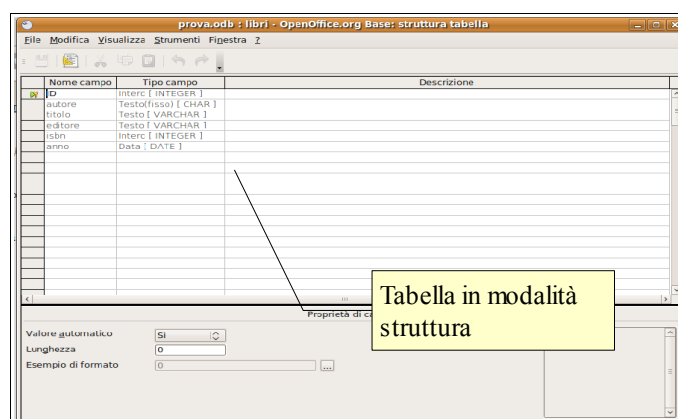 prova.odb : libri - OpenOffice.org Base: struttura tabella
File Modifica Visualizza Strumenti Finestra ?
Nome campo Tipo campo Descrizione
ID Interc [ INTEGER ]
autore Testo(fisso) [ CHAR ]
titolo Testo [ VARCHAR ]
editore Testo [ VARCHAR ]
isbn Interc [ INTEGER ]
anno Data [ DATE ]
Tabella in modalità
struttura
Proprietà di
Valore automatico Sì
Lunghezza 0
Esempio di formato 0 ...